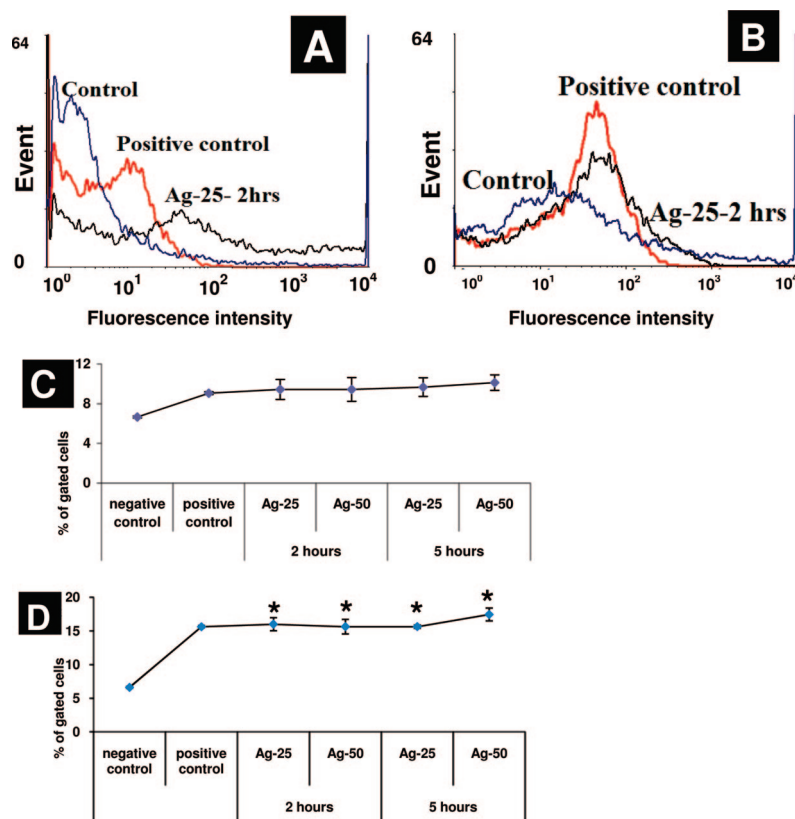 A
64
Control
Positive control
Ag-25- 2hrs
Event
0
10^0 10^1 10^2 10^3 10^4
Fluorescence intensity
B
64
Positive control
Control
Ag-25-2 hrs
Event
0
10^0 10^1 10^2 10^3 10^4
Fluorescence intensity
C
12
8
4
0
% of gated cells
negative control
positive control
Ag-25 Ag-50 Ag-25 Ag-50
2 hours 5 hours
D
20
15
10
5
0
% of gated cells
* * * *
negative control
positive control
Ag-25 Ag-50 Ag-25 Ag-50
2 hours 5 hours